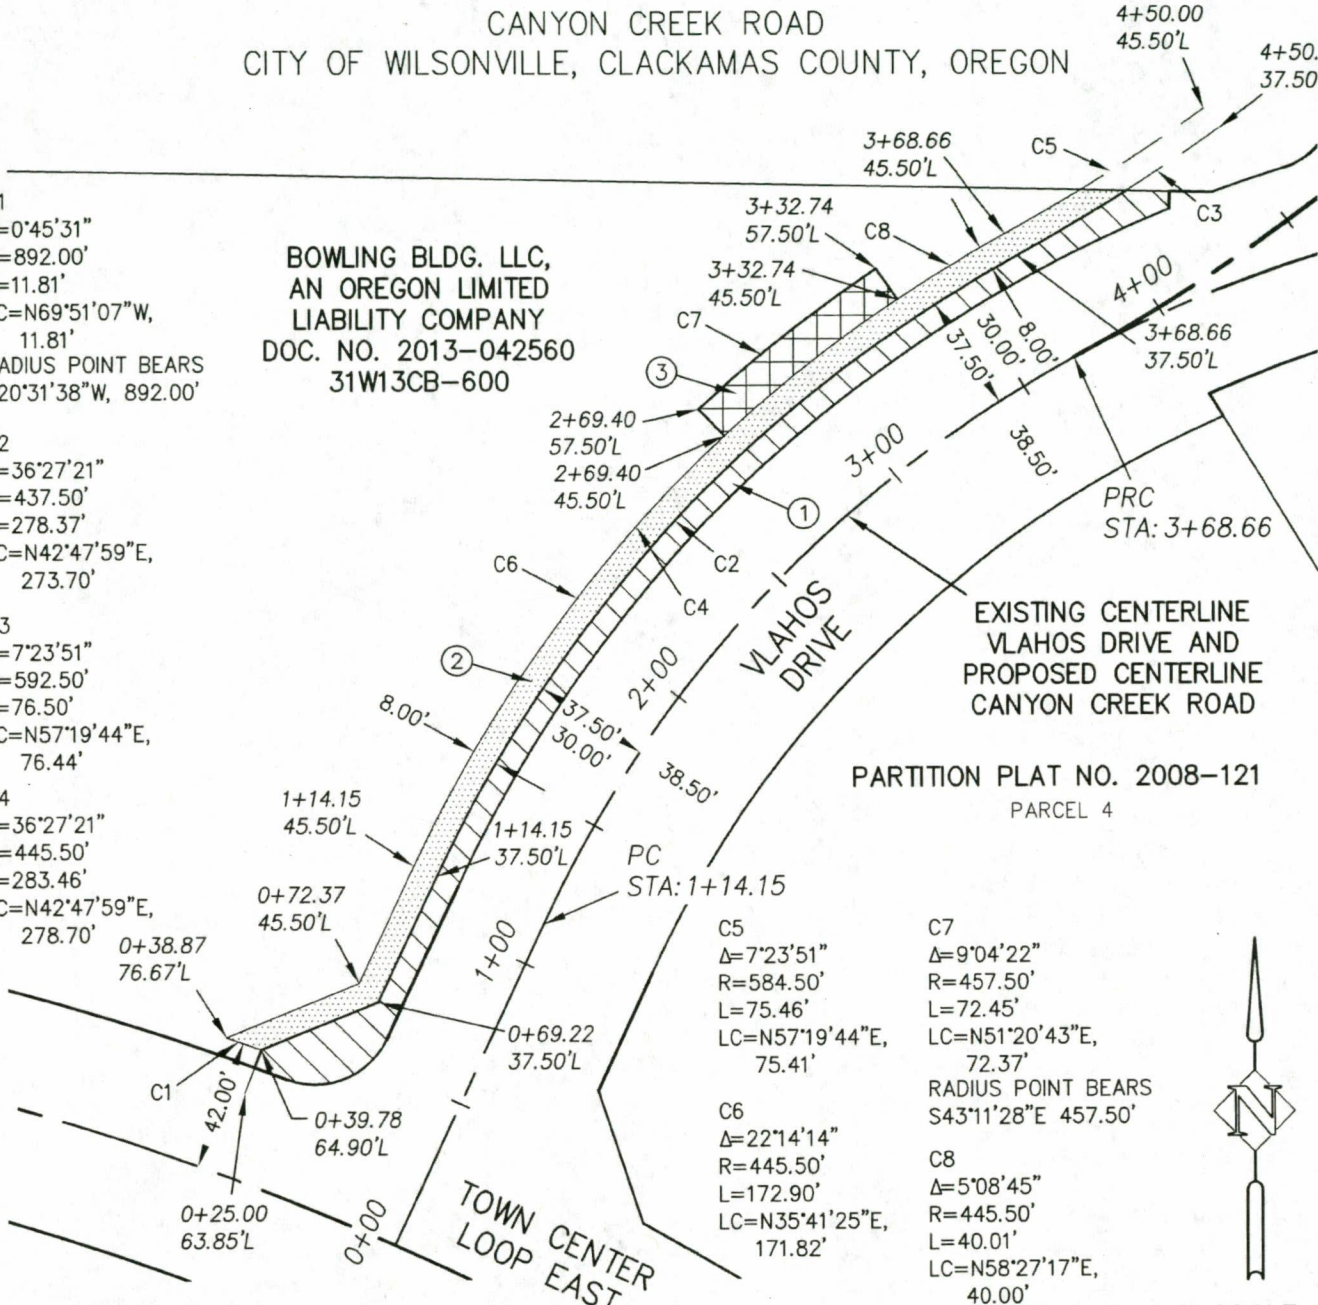 CANYON CREEK ROAD
CITY OF WILSONVILLE, CLACKAMAS COUNTY, OREGON
4+50.00
45.50'L
4+50.
37.50
3+68.66
45.50'L
C5
C3
3+32.74
57.50'L
C8
3+32.74
45.50'L
C7
3
BOWLING BLDG. LLC,
AN OREGON LIMITED
LIABILITY COMPANY
DOC. NO. 2013-042560
31W13CB-600
1
=0°45'31"
=892.00'
=11.81'
C=N69°51'07"W,
11.81'
ADIUS POINT BEARS
20°31'38"W, 892.00'
2
=36°27'21"
=437.50'
=278.37'
C=N42°47'59"E,
273.70'
3
=7°23'51"
=592.50'
=76.50'
C=N57°19'44"E,
76.44'
4
=36°27'21"
=445.50'
=283.46'
C=N42°47'59"E,
278.70'
4+00
3+68.66
37.50'L
8.00'
30.00'
37.50'
2+69.40
57.50'L
2+69.40
45.50'L
3+00
38.50'
PRC
STA: 3+68.66
1
C6
C2
C4
VLAHOS
DRIVE
EXISTING CENTERLINE
VLAHOS DRIVE AND
PROPOSED CENTERLINE
CANYON CREEK ROAD
2
2+00
8.00'
37.50'
30.00'
38.50'
PARTITION PLAT NO. 2008-121
PARCEL 4
1+14.15
45.50'L
1+14.15
37.50'L
PC
STA: 1+14.15
0+72.37
45.50'L
0+38.87
76.67'L
1+00
0+69.22
37.50'L
C1
42.00'
0+39.78
64.90'L
0+25.00
63.85'L
0+00
TOWN CENTER
LOOP EAST
C5
Δ=7°23'51"
R=584.50'
L=75.46'
LC=N57°19'44"E,
75.41'
C6
Δ=22°14'14"
R=445.50'
L=172.90'
LC=N35°41'25"E,
171.82'
C7
Δ=9°04'22"
R=457.50'
L=72.45'
LC=N51°20'43"E,
72.37'
RADIUS POINT BEARS
S43°11'28"E 457.50'
C8
Δ=5°08'45"
R=445.50'
L=40.01'
LC=N58°27'17"E,
40.00'
N